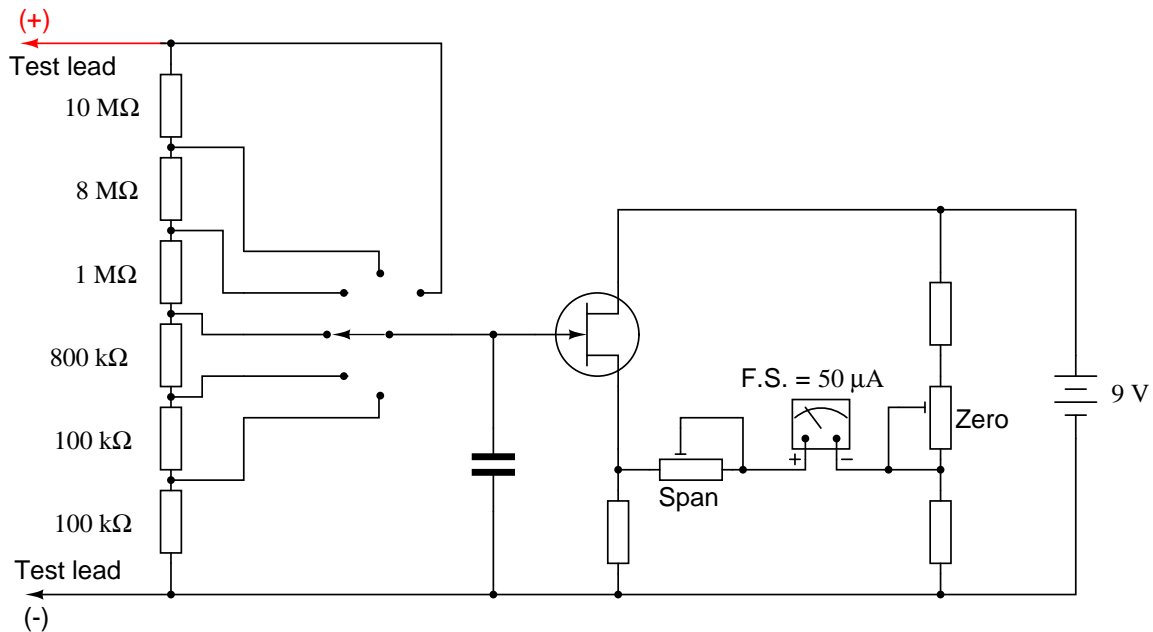 (+)
Test lead
10 MΩ
8 MΩ
1 MΩ
800 kΩ
100 kΩ
100 kΩ
Test lead
(-)
F.S. = 50 μA
+ −
Span
Zero
9 V